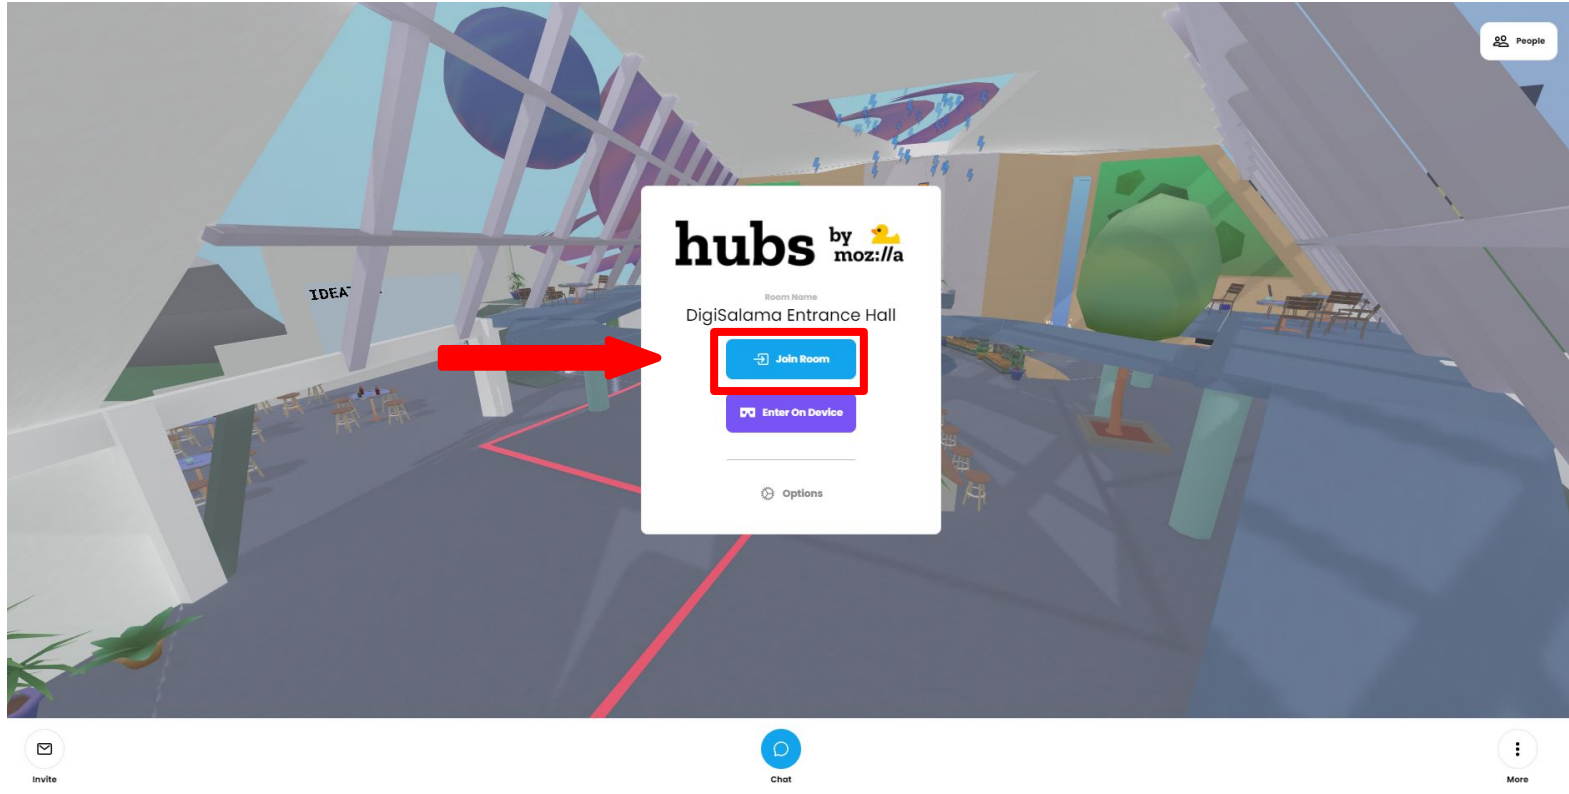 People
IDEA
hubs by moz://a
Room Name
DigiSalama Entrance Hall
Join Room
Enter On Device
Options
Invite
Chat
More